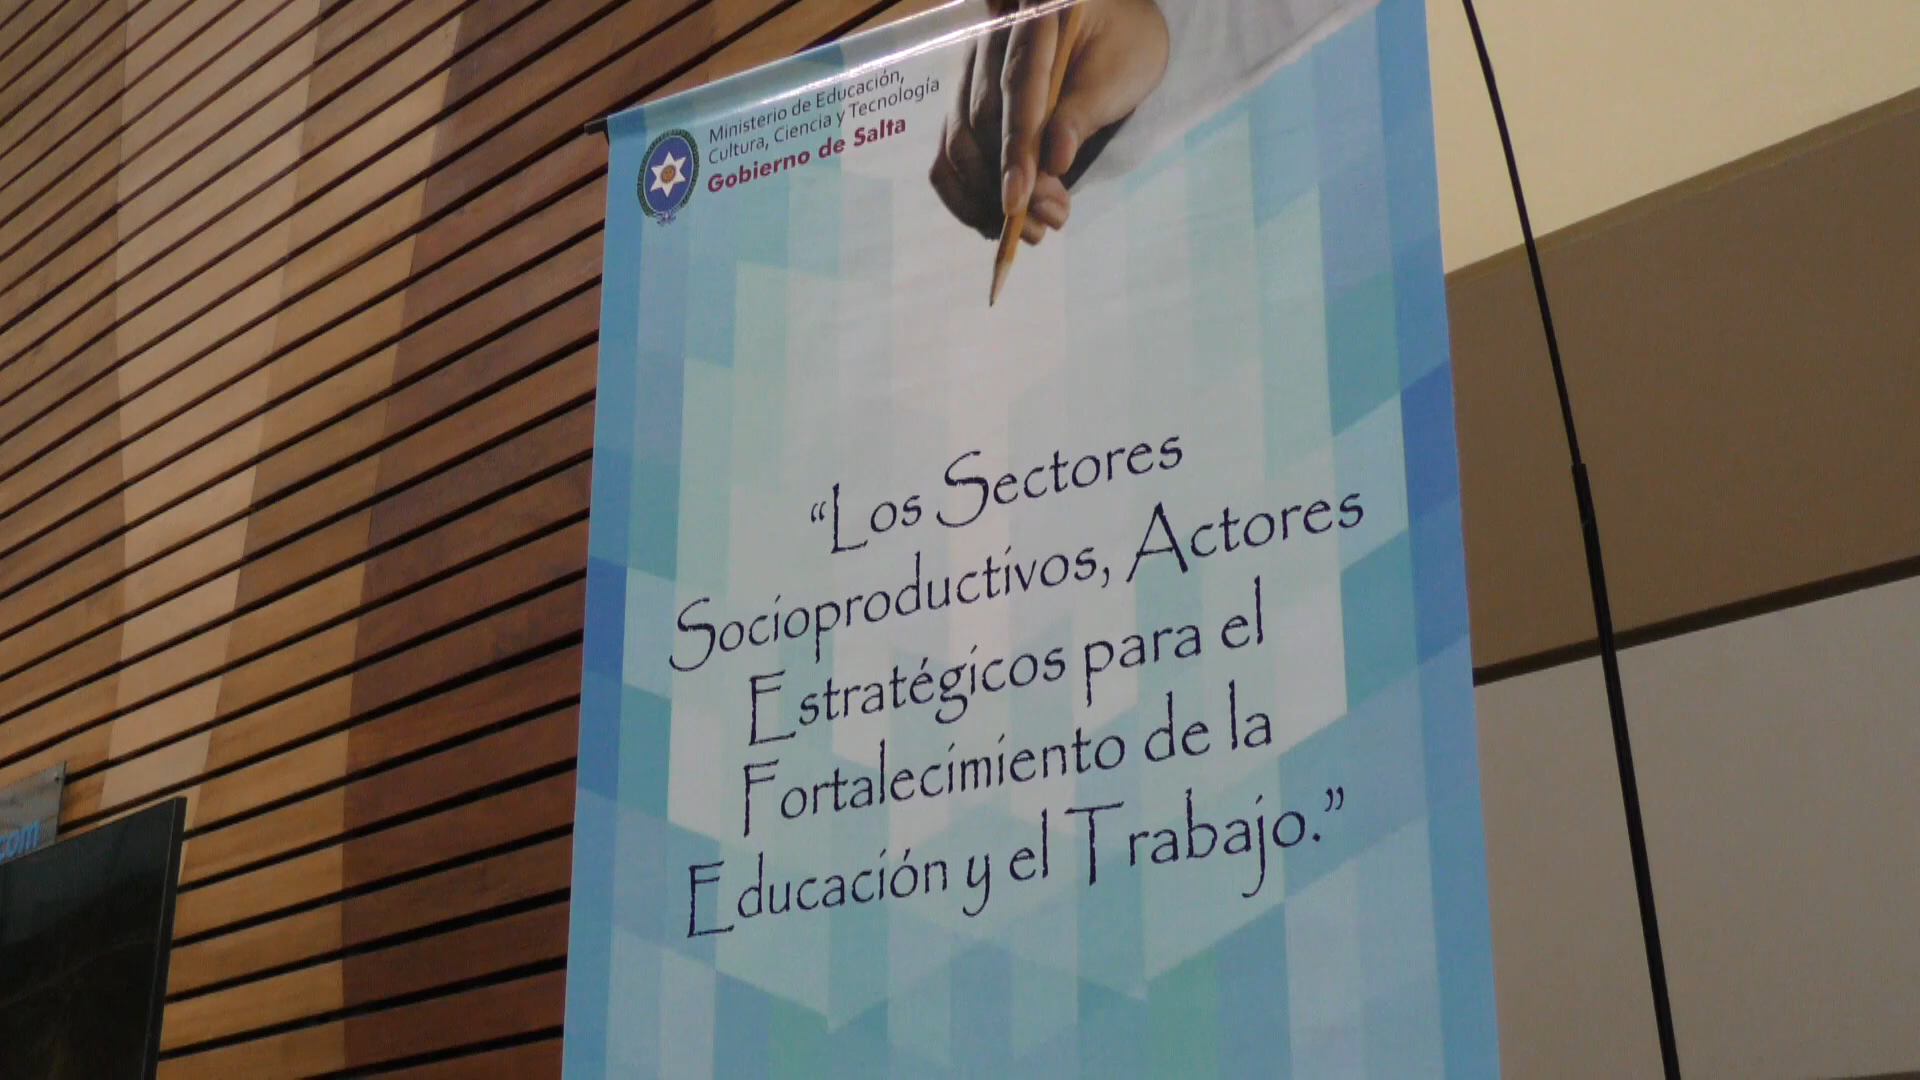 Ministerio de Educación,
Cultura, Ciencia y Tecnología
Gobierno de Salta
“Los Sectores
Socioproductivos, Actores
Estratégicos para el
Fortalecimiento de la
Educación y el Trabajo.”
com